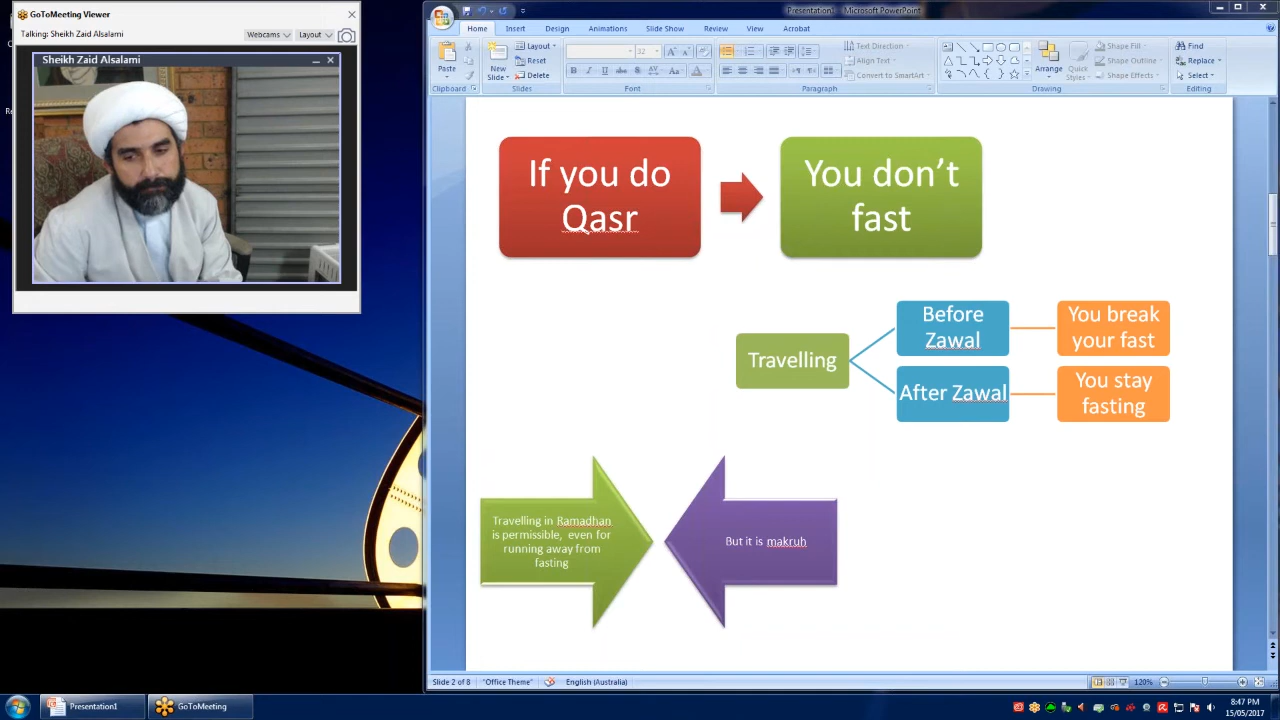 GoToMeeting Viewer
Talking: Sheikh Zaid Alsalami
Webcams
Layout
Sheikh Zaid Alsalami
Presentation1 - Microsoft PowerPoint
Home
Insert
Design
Animations
Slide Show
Review
View
Acrobat
Paste
Clipboard
New
Slide
Layout
Reset
Delete
Slides
32
Font
Text Direction
Align Text
Convert to SmartArt
Paragraph
Arrange
Quick
Styles
Shape Fill
Shape Outline
Shape Effects
Drawing
Find
Replace
Select
Editing
If you do
Qasr
You don't
fast
Travelling
Before
Zawal
You break
your fast
After Zawal
You stay
fasting
Travelling in Ramadhan
is permissible, even for
running away from
fasting
But it is makruh
Slide 2 of 8
"Office Theme"
English (Australia)
120%
Presentation1
GoToMeeting
8:47 PM
15/05/2017